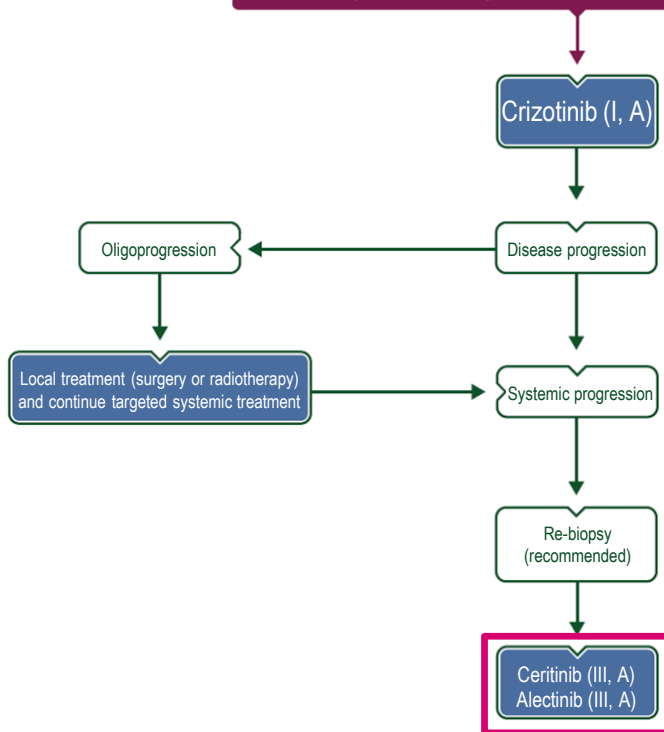 Crizotinib (I, A)
Oligoprogression
Disease progression
Local treatment (surgery or radiotherapy)
and continue targeted systemic treatment
Systemic progression
Re-biopsy
(recommended)
Ceritinib (III, A)
Alectinib (III, A)